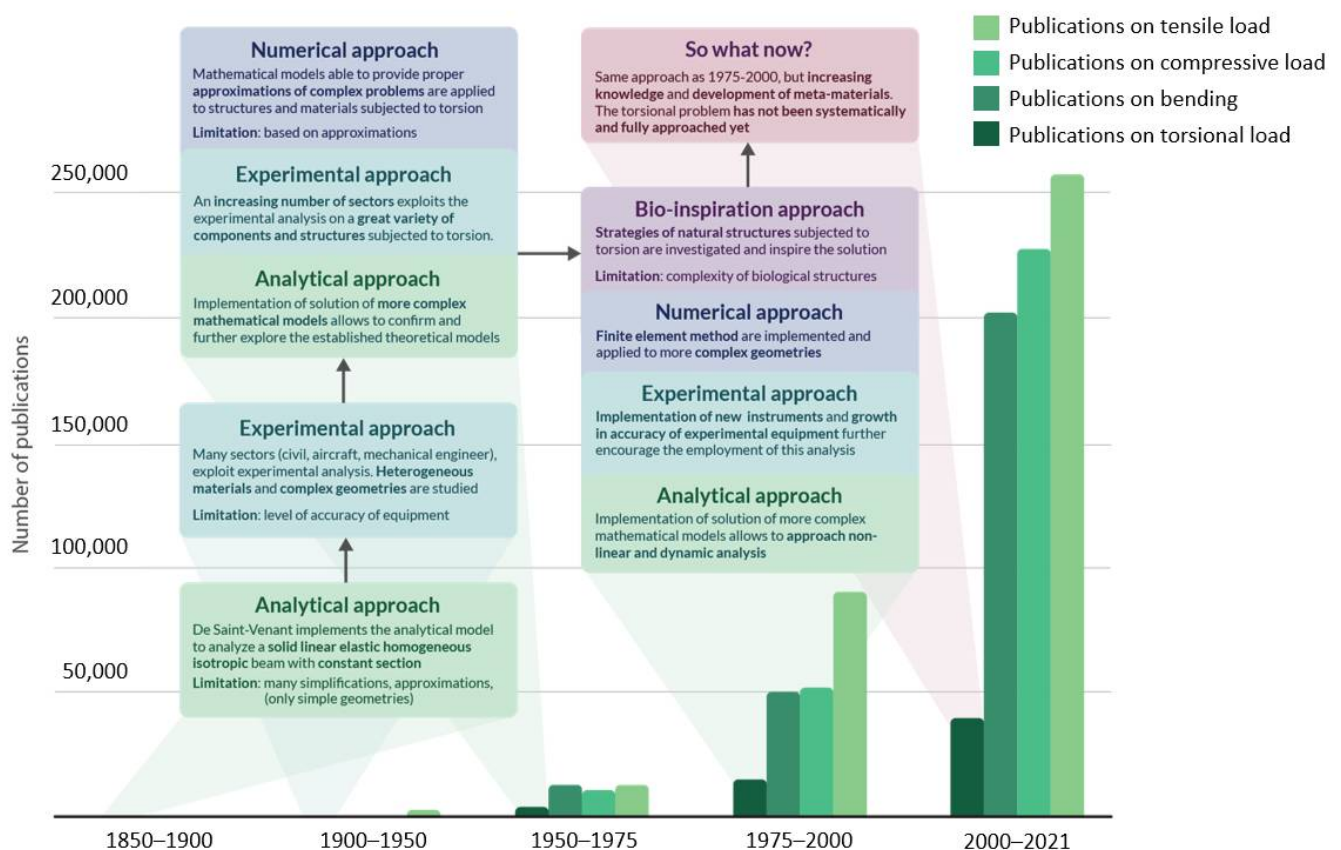 Numerical approach
Mathematical models able to provide proper
approximations of complex problems are applied
to structures and materials subjected to torsion
Limitation: based on approximations
Experimental approach
An increasing number of sectors exploits the
experimental analysis on a great variety of
components and structures subjected to torsion.
Analytical approach
Implementation of solution of more complex
mathematical models allows to confirm and
further explore the established theoretical models
Experimental approach
Many sectors (civil, aircraft, mechanical engineer),
exploit experimental analysis. Heterogeneous
materials and complex geometries are studied
Limitation: level of accuracy of equipment
Analytical approach
De Saint-Venant implements the analytical model
to analyze a solid linear elastic homogeneous
isotropic beam with constant section
Limitation: many simplifications, approximations,
(only simple geometries)
So what now?
Same approach as 1975-2000, but increasing
knowledge and development of meta-materials.
The torsional problem has not been systematically
and fully approached yet
Bio-inspiration approach
Strategies of natural structures subjected to
torsion are investigated and inspire the solution
Limitation: complexity of biological structures
Numerical approach
Finite element method are implemented and
applied to more complex geometries
Experimental approach
Implementation of new instruments and growth
in accuracy of experimental equipment further
encourage the employment of this analysis
Analytical approach
Implementation of solution of more complex
mathematical models allows to approach non-
linear and dynamic analysis
Publications on tensile load
Publications on compressive load
Publications on bending
Publications on torsional load
Number of publications
250,000
200,000
150,000
100,000
50,000
1850–1900
1900–1950
1950–1975
1975–2000
2000–2021